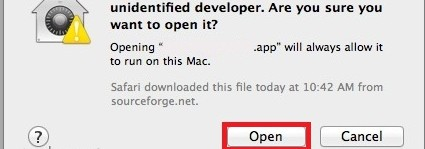 unidentified developer. Are you sure you
want to open it?
Opening “ .app” will always allow it
to run on this Mac.
Safari downloaded this file today at 10:42 AM from
sourceforge.net.
?
Open
Cancel